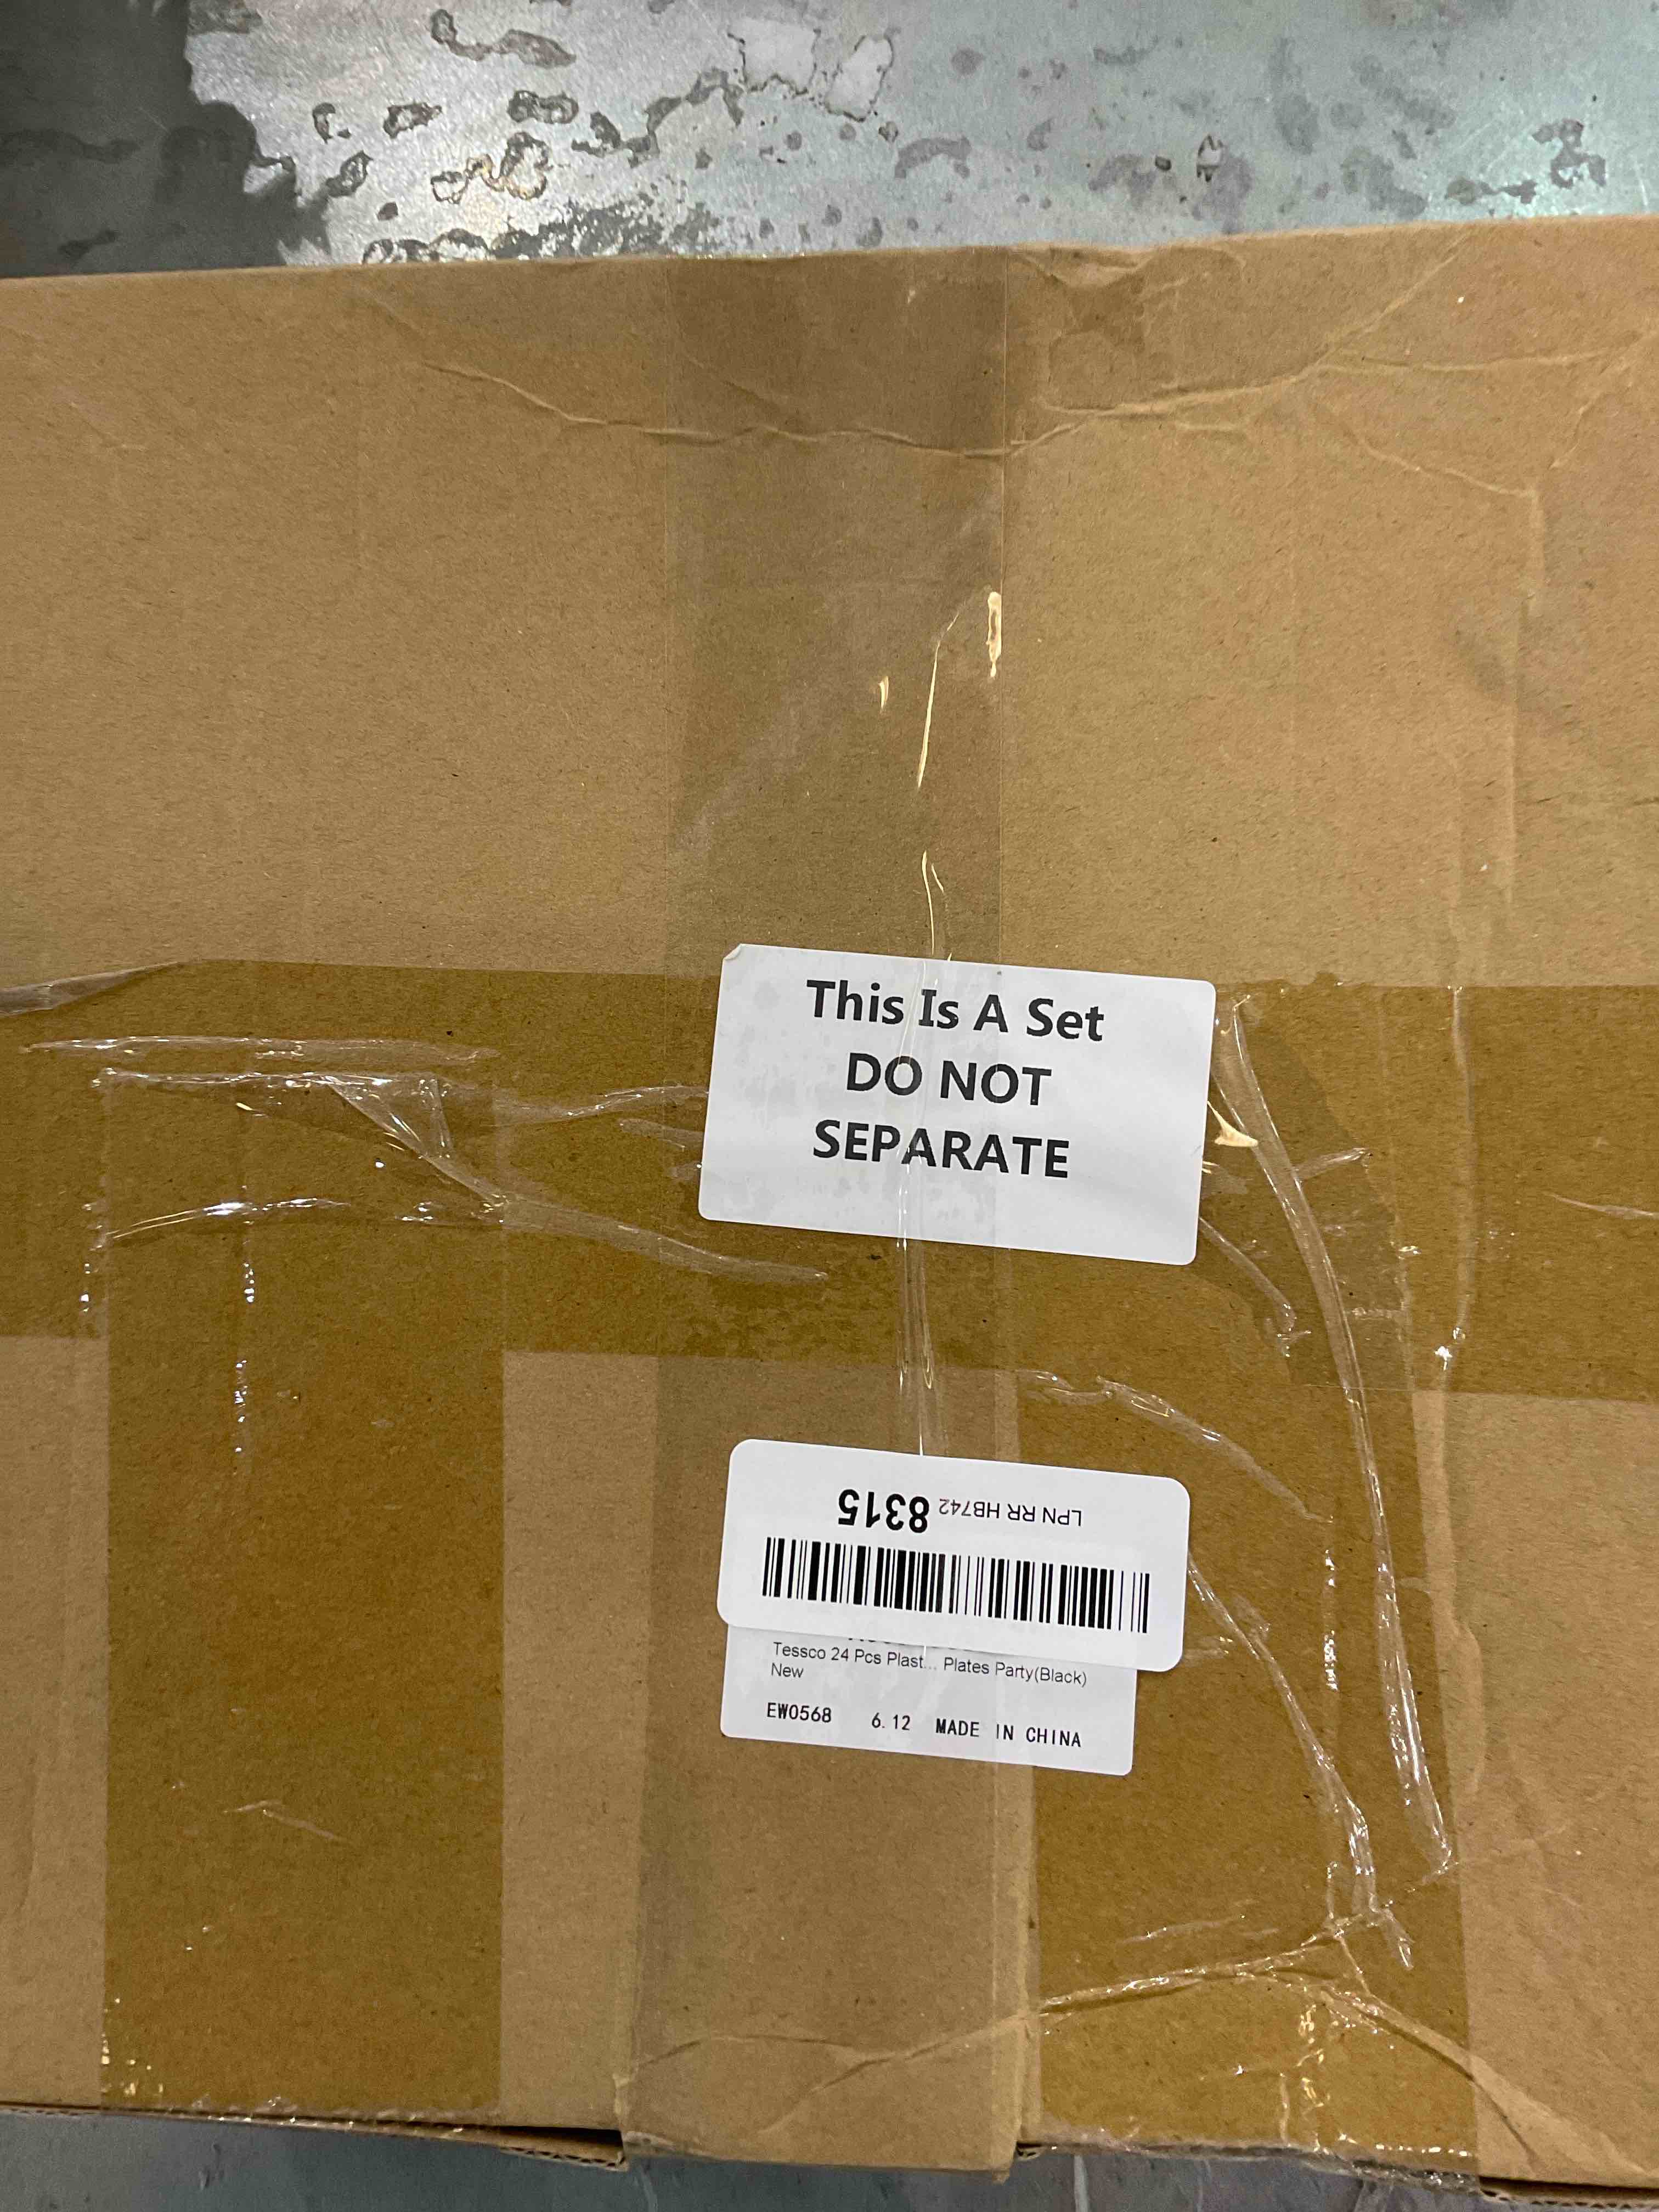 This Is A Set
DO NOT
SEPARATE
LPN RR HB742 8315
Tessco 24 Pcs Plast... Plates Party(Black)
New
EW0568 6.12 MADE IN CHINA